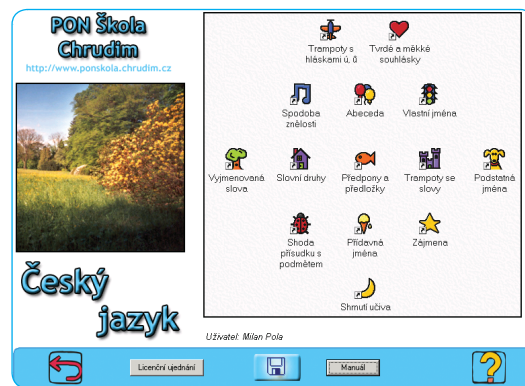 PON Škola
Chrudim
http://www.ponskola.chrudim.cz
Český
jazyk
Trampoty s
hláskami ú, ů
Tvrdé a měkké
souhlásky
Spodoba
znělosti
Abeceda
Vlastní jména
Vyjmenovaná
slova
Slovní druhy
Předpony a
předložky
Trampoty se
slovy
Podstatná
jména
Shoda
přísudku s
podmětem
Přídavná
jména
Zájmena
Shrnutí učiva
Uživatel: Milan Pola
Licenční ujednání
Manuál
?